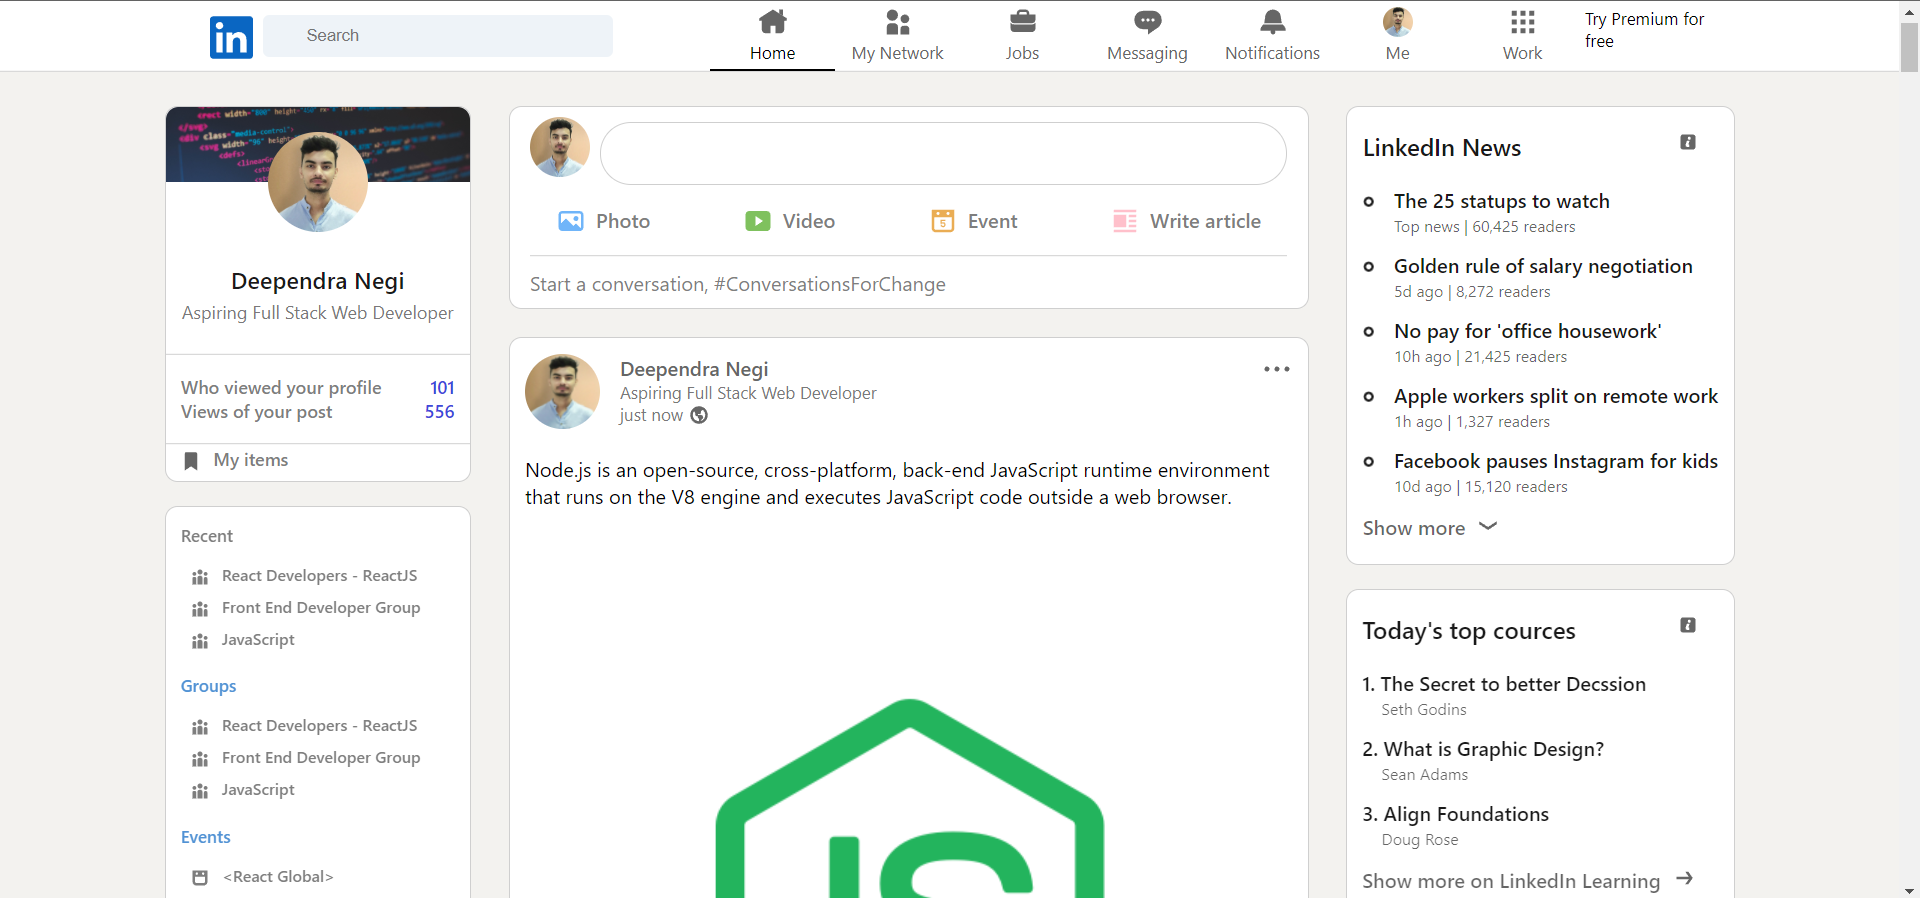 in
Search
Home
My Network
Jobs
Messaging
Notifications
Me
Work
Try Premium for
free
Deependra Negi
Aspiring Full Stack Web Developer
Who viewed your profile 101
Views of your post 556
My items
Recent
React Developers - ReactJS
Front End Developer Group
JavaScript
Groups
React Developers - ReactJS
Front End Developer Group
JavaScript
Events
<React Global>
Photo
Video
5
Event
Write article
Start a conversation, #ConversationsForChange
Deependra Negi
Aspiring Full Stack Web Developer
just now
Node.js is an open-source, cross-platform, back-end JavaScript runtime environment
that runs on the V8 engine and executes JavaScript code outside a web browser.
JS
LinkedIn News
The 25 statups to watch
Top news | 60,425 readers
Golden rule of salary negotiation
5d ago | 8,272 readers
No pay for 'office housework'
10h ago | 21,425 readers
Apple workers split on remote work
1h ago | 1,327 readers
Facebook pauses Instagram for kids
10d ago | 15,120 readers
Show more
Today's top cources
1. The Secret to better Decssion
Seth Godins
2. What is Graphic Design?
Sean Adams
3. Align Foundations
Doug Rose
Show more on LinkedIn Learning